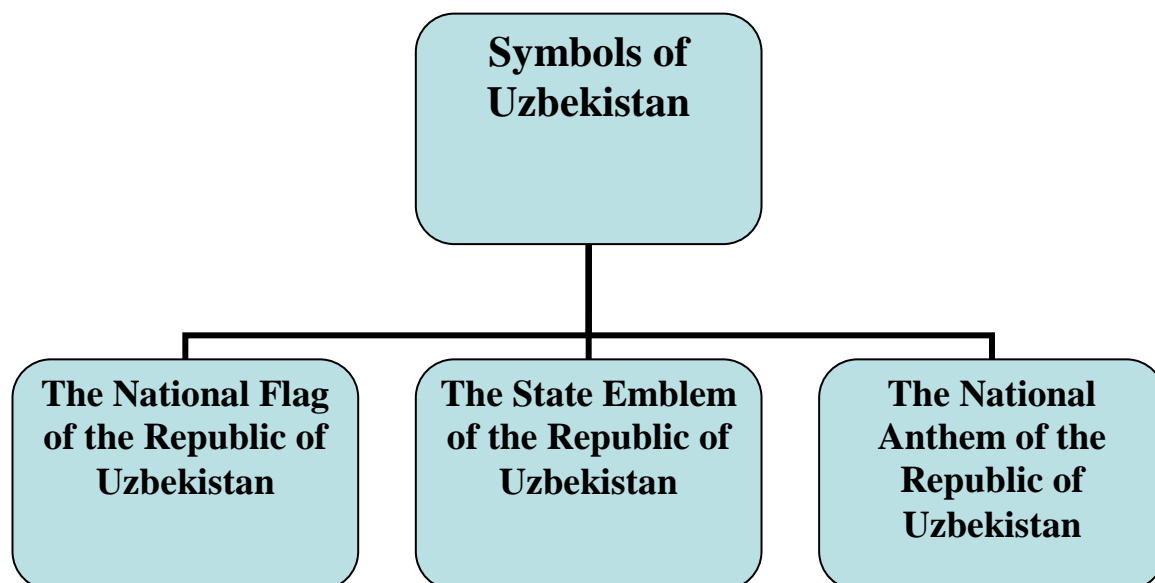 Symbols of
Uzbekistan
The National Flag
of the Republic of
Uzbekistan
The State Emblem
of the Republic of
Uzbekistan
The National
Anthem of the
Republic of
Uzbekistan